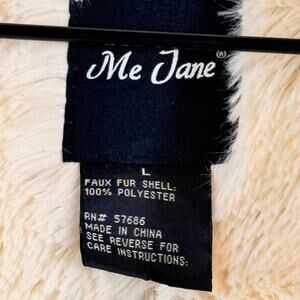 Me Jane®
L
FAUX FUR SHELL:
100% POLYESTER
RN# 57686
MADE IN CHINA
SEE REVERSE FOR
CARE INSTRUCTIONS: